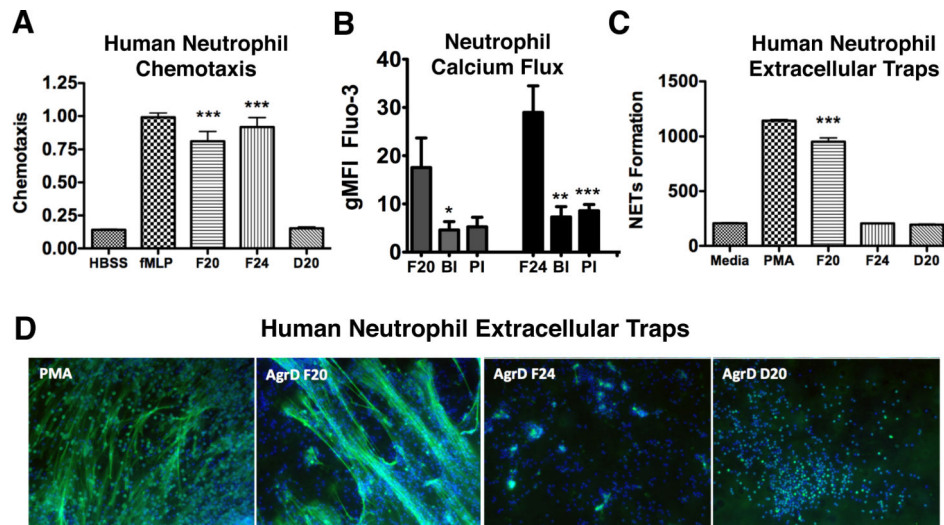 A
Human Neutrophil
Chemotaxis
Chemotaxis
1.25
1.00
0.75
0.50
0.25
0.00
***
***
HBSS fMLP F20 F24 D20
B
Neutrophil
Calcium Flux
gMFI Fluo-3
40
30
20
10
0
*
**
***
F20 BI PI F24 BI PI
C
Human Neutrophil
Extracellular Traps
NETs Formation
1500
1000
500
0
***
Media PMA F20 F24 D20
D
Human Neutrophil Extracellular Traps
PMA
AgrD F20
AgrD F24
AgrD D20